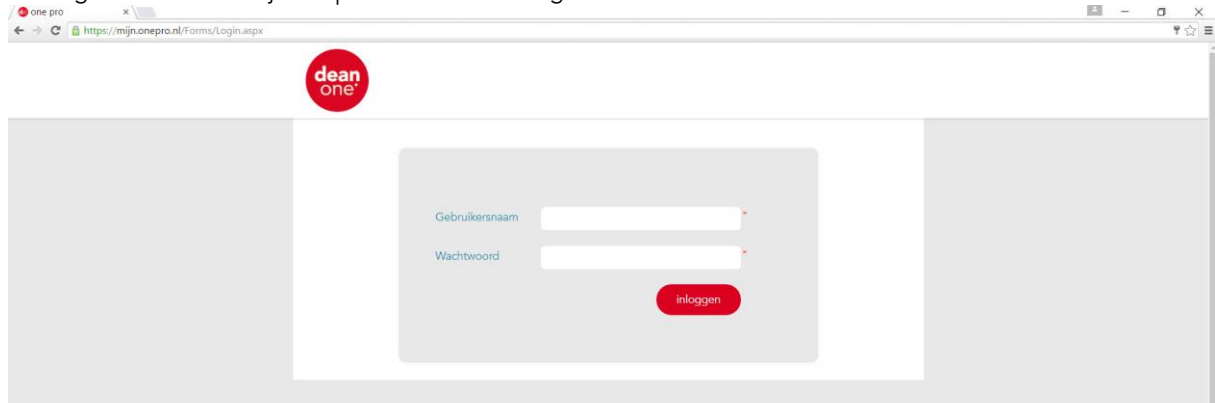 one pro
https://mijn.onepro.nl/Forms/Login.aspx
dean
one
Gebruikersnaam *
Wachtwoord *
inloggen